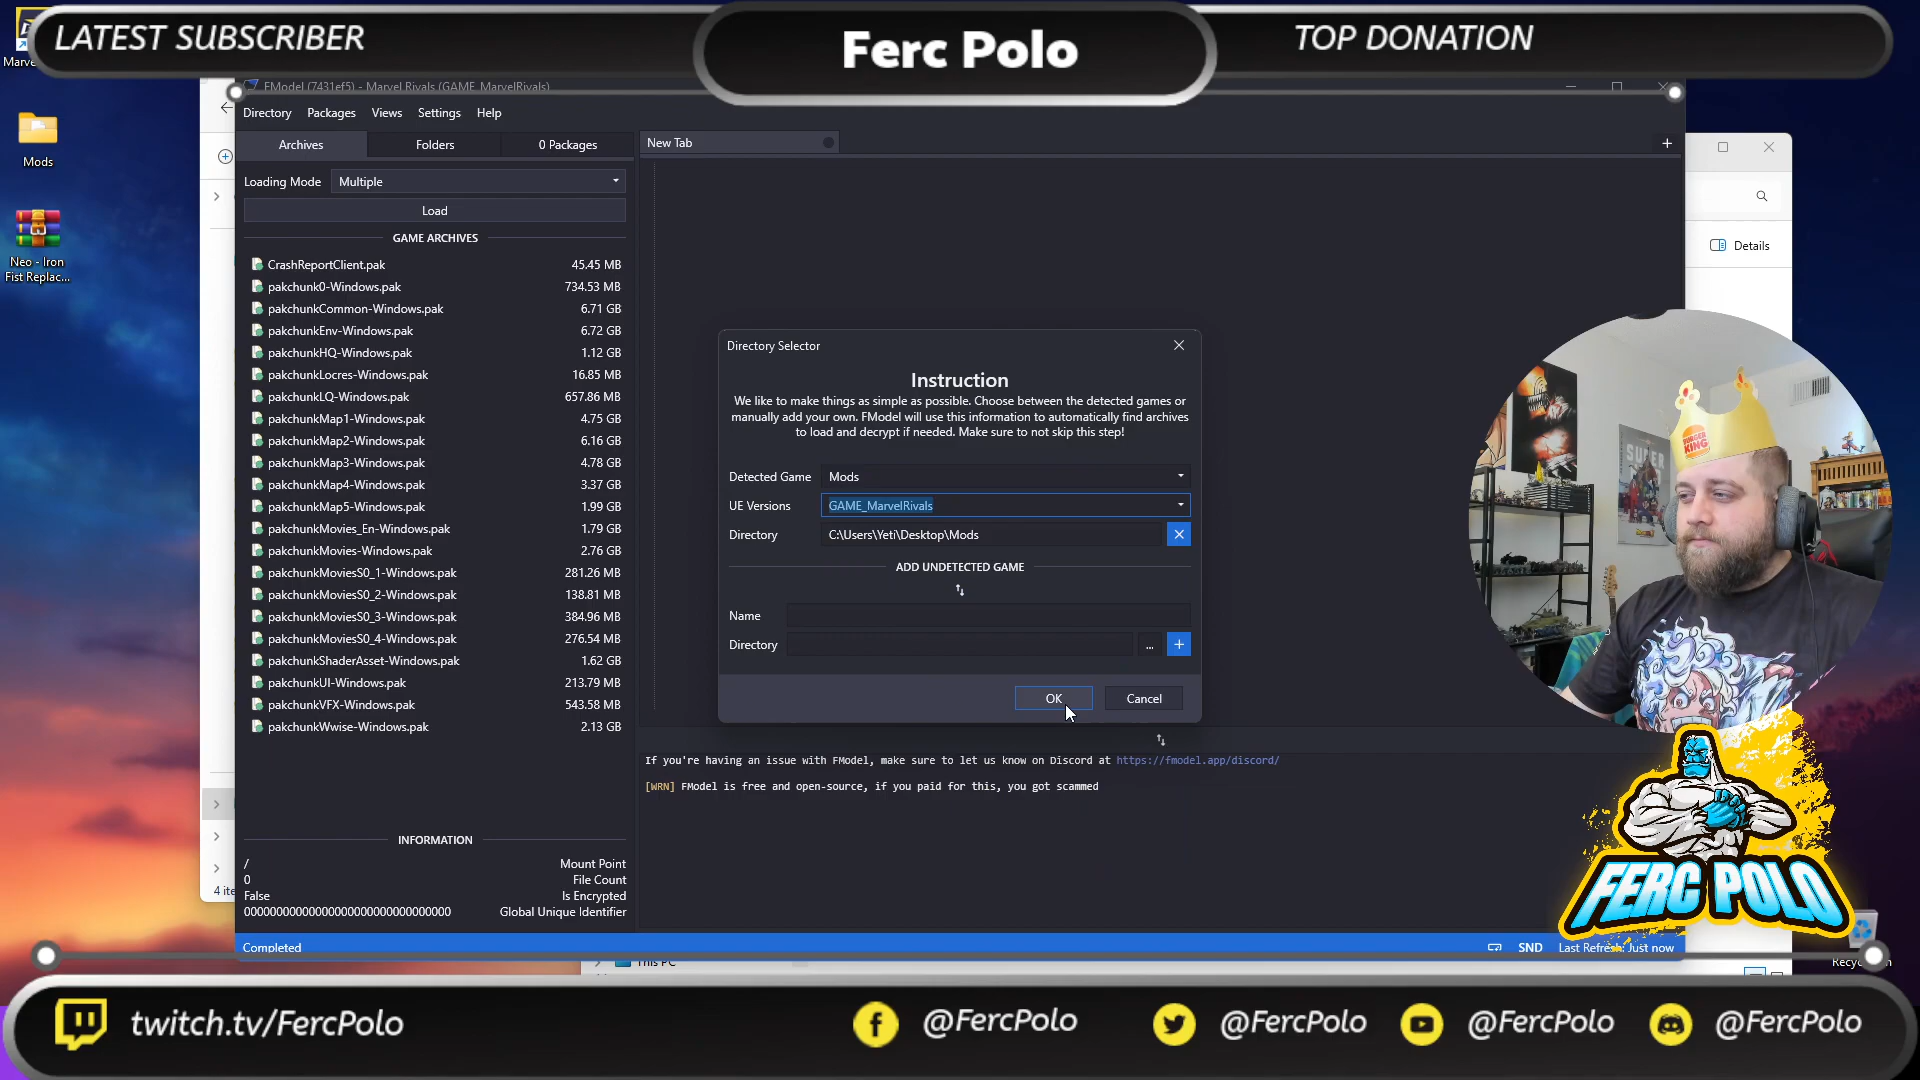 LATEST SUBSCRIBER
Ferc Polo
TOP DONATION
FModel (7431ef5) - Marvel Rivals (GAME_MarvelRivals)
Directory Packages Views Settings Help
Archives Folders 0 Packages
New Tab
Loading Mode Multiple
Load
GAME ARCHIVES
CrashReportClient.pak 45.45 MB
pakchunk0-Windows.pak 734.53 MB
pakchunkCommon-Windows.pak 6.71 GB
pakchunkEnv-Windows.pak 6.72 GB
pakchunkHQ-Windows.pak 1.12 GB
pakchunkLocres-Windows.pak 16.85 MB
pakchunkLQ-Windows.pak 657.86 MB
pakchunkMap1-Windows.pak 4.75 GB
pakchunkMap2-Windows.pak 6.16 GB
pakchunkMap3-Windows.pak 4.78 GB
pakchunkMap4-Windows.pak 3.37 GB
pakchunkMap5-Windows.pak 1.99 GB
pakchunkMovies_En-Windows.pak 1.79 GB
pakchunkMovies-Windows.pak 2.76 GB
pakchunkMoviesS0_1-Windows.pak 281.26 MB
pakchunkMoviesS0_2-Windows.pak 138.81 MB
pakchunkMoviesS0_3-Windows.pak 384.96 MB
pakchunkMoviesS0_4-Windows.pak 276.54 MB
pakchunkShaderAsset-Windows.pak 1.62 GB
pakchunkUI-Windows.pak 213.79 MB
pakchunkVFX-Windows.pak 543.58 MB
pakchunkWwise-Windows.pak 2.13 GB
INFORMATION
/ Mount Point
0 File Count
False Is Encrypted
00000000000000000000000000000000 Global Unique Identifier
Completed
SND Last Refresh: Just now
Directory Selector
Instruction
We like to make things as simple as possible. Choose between the detected games or
manually add your own. FModel will use this information to automatically find archives
to load and decrypt if needed. Make sure to not skip this step!
Detected Game Mods
UE Versions GAME_MarvelRivals
Directory C:\Users\Yeti\Desktop\Mods
ADD UNDETECTED GAME
Name
Directory ... +
OK Cancel
If you're having an issue with FModel, make sure to let us know on Discord at https://fmodel.app/discord/
[WRN] FModel is free and open-source, if you paid for this, you got scammed
Details
Mods
Neo - Iron
Fist Replac...
This PC
BURGER
KING
SUPER
FERC POLO
twitch.tv/FercPolo
@FercPolo
@FercPolo
@FercPolo
@FercPolo